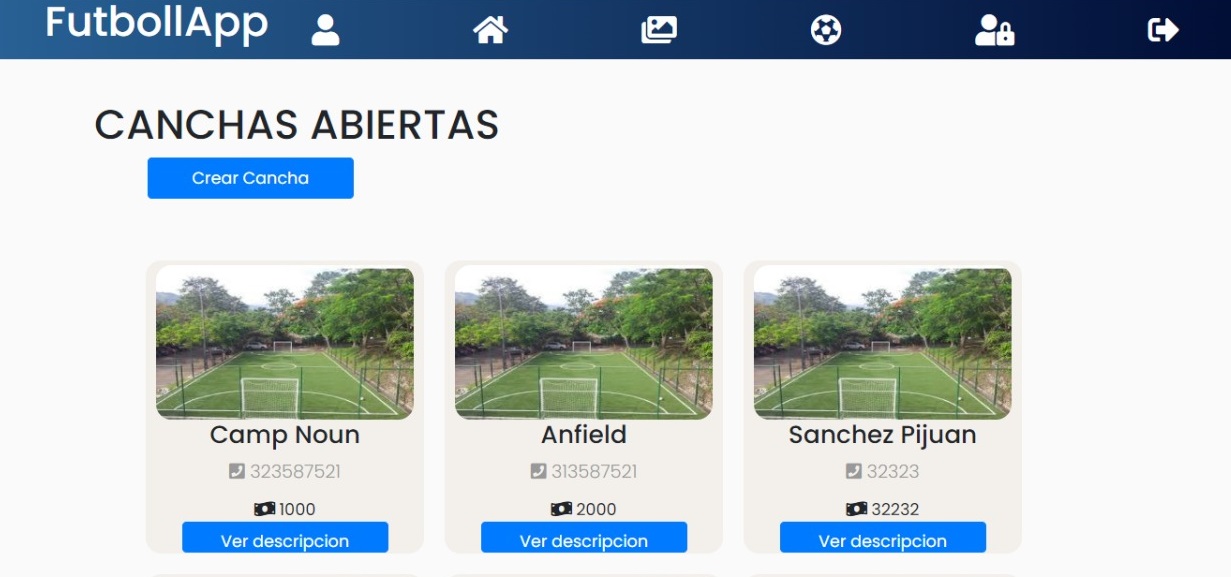 FutbollApp
CANCHAS ABIERTAS
Crear Cancha
Camp Noun
323587521
1000
Ver descripcion
Anfield
313587521
2000
Ver descripcion
Sanchez Pijuan
32323
32232
Ver descripcion